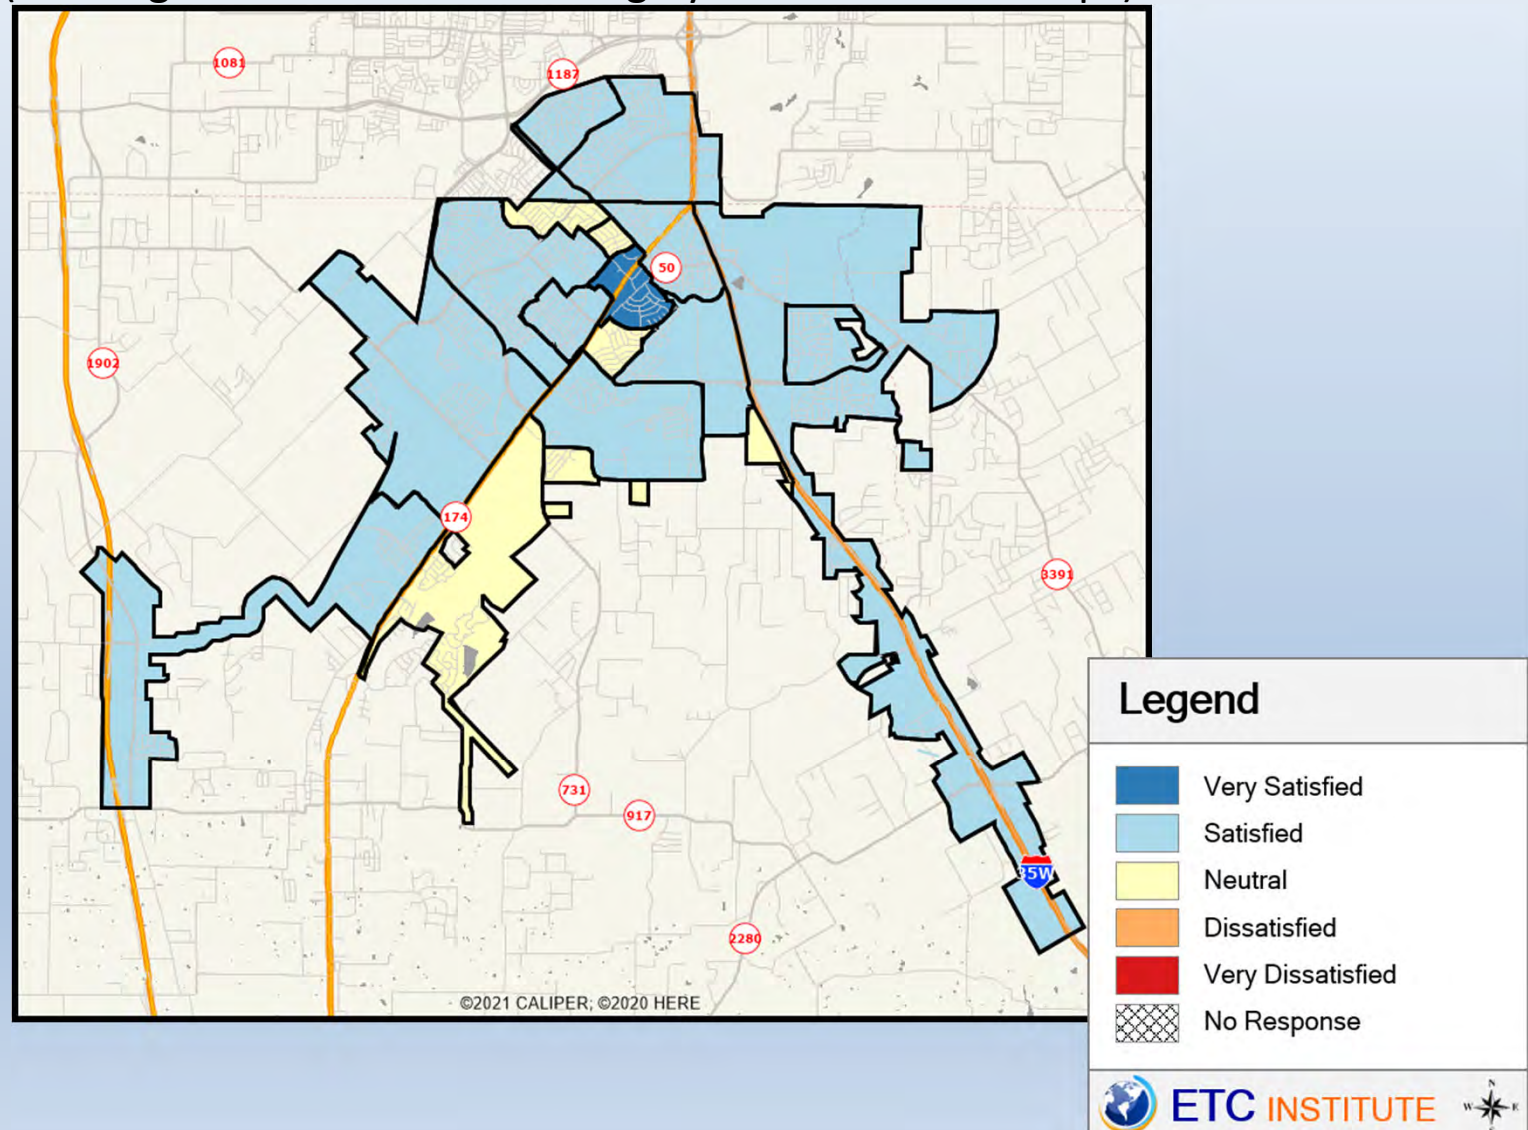 1081
1187
50
1902
174
3391
731
917
35W
2280
©2021 CALIPER; ©2020 HERE
Legend
Very Satisfied
Satisfied
Neutral
Dissatisfied
Very Dissatisfied
No Response
ETC INSTITUTE
N
W E